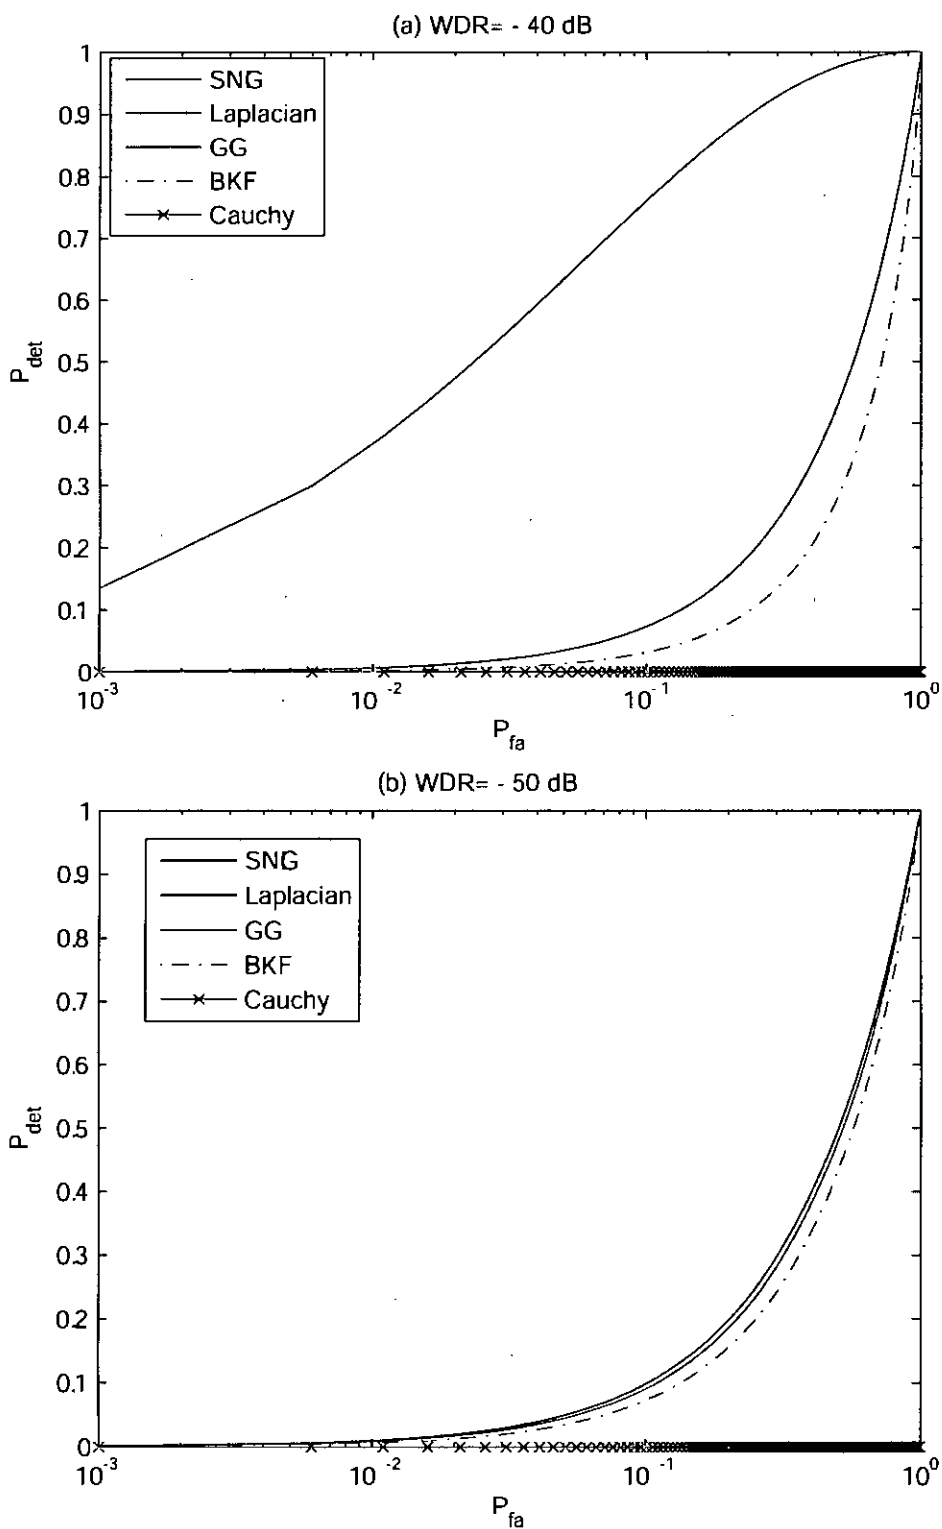 (a) WDR= - 40 dB
1
SNG
Laplacian
GG
BKF
Cauchy
0.9
0.8
0.7
0.6
0.5
0.4
0.3
0.2
0.1
0
P_det
10^-3
10^-2
10^-1
10^0
P_fa
(b) WDR= - 50 dB
1
SNG
Laplacian
GG
BKF
Cauchy
0.9
0.8
0.7
0.6
0.5
0.4
0.3
0.2
0.1
0
P_det
10^-3
10^-2
10^-1
10^0
P_fa